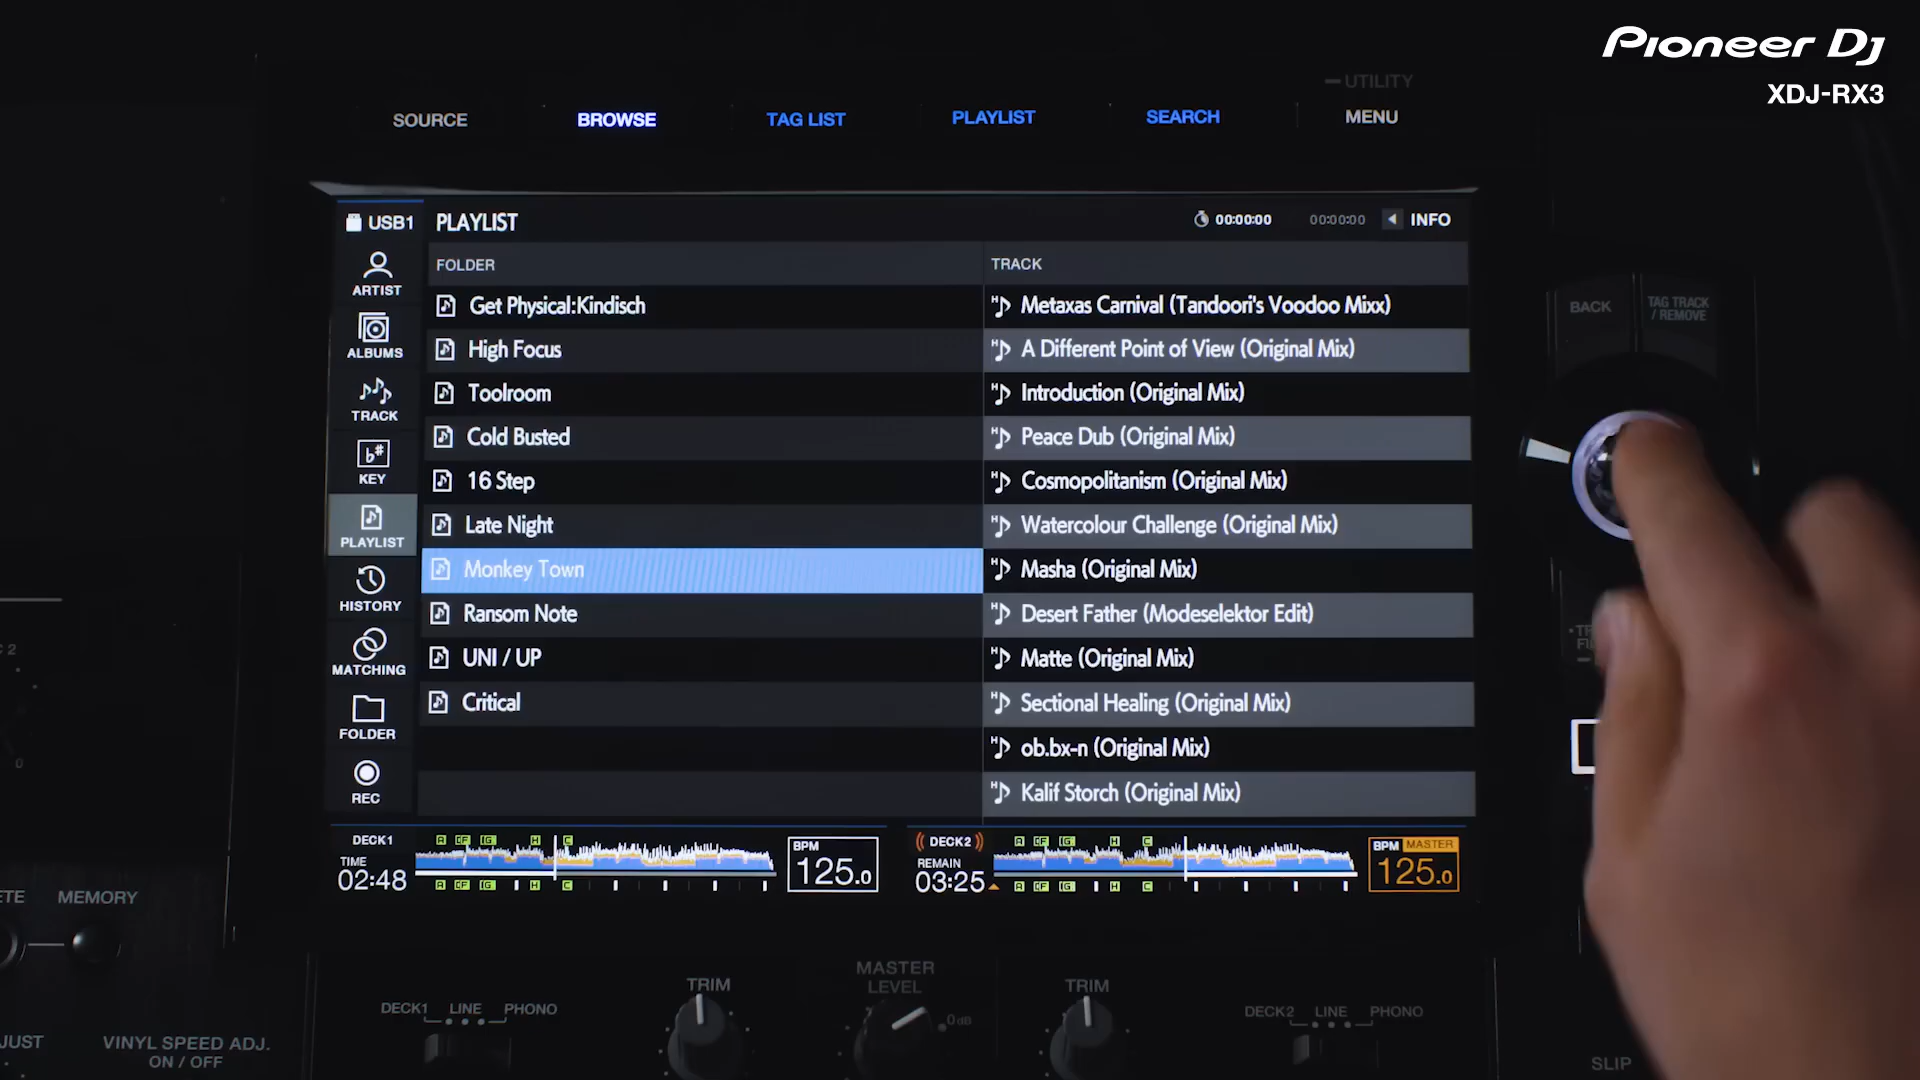 Pioneer DJ
XDJ-RX3
UTILITY
SOURCE
BROWSE
TAG LIST
PLAYLIST
SEARCH
MENU
USB1
PLAYLIST
00:00:00
00:00:00
INFO
FOLDER
TRACK
ARTIST
ALBUMS
TRACK
KEY
PLAYLIST
HISTORY
MATCHING
FOLDER
REC
Get Physical:Kindisch
High Focus
Toolroom
Cold Busted
16 Step
Late Night
Monkey Town
Ransom Note
UNI / UP
Critical
Metaxas Carnival (Tandoori's Voodoo Mixx)
A Different Point of View (Original Mix)
Introduction (Original Mix)
Peace Dub (Original Mix)
Cosmopolitanism (Original Mix)
Watercolour Challenge (Original Mix)
Masha (Original Mix)
Desert Father (Modeselektor Edit)
Matte (Original Mix)
Sectional Healing (Original Mix)
ob.bx-n (Original Mix)
Kalif Storch (Original Mix)
BACK
TAG TRACK
/ REMOVE
DECK1
TIME
02:48
BPM
125.0
DECK2
REMAIN
03:25
BPM MASTER
125.0
MEMORY
VINYL SPEED ADJ.
ON / OFF
DECK1 LINE PHONO
TRIM
MASTER
LEVEL
0 dB
TRIM
DECK2 LINE PHONO
SLIP